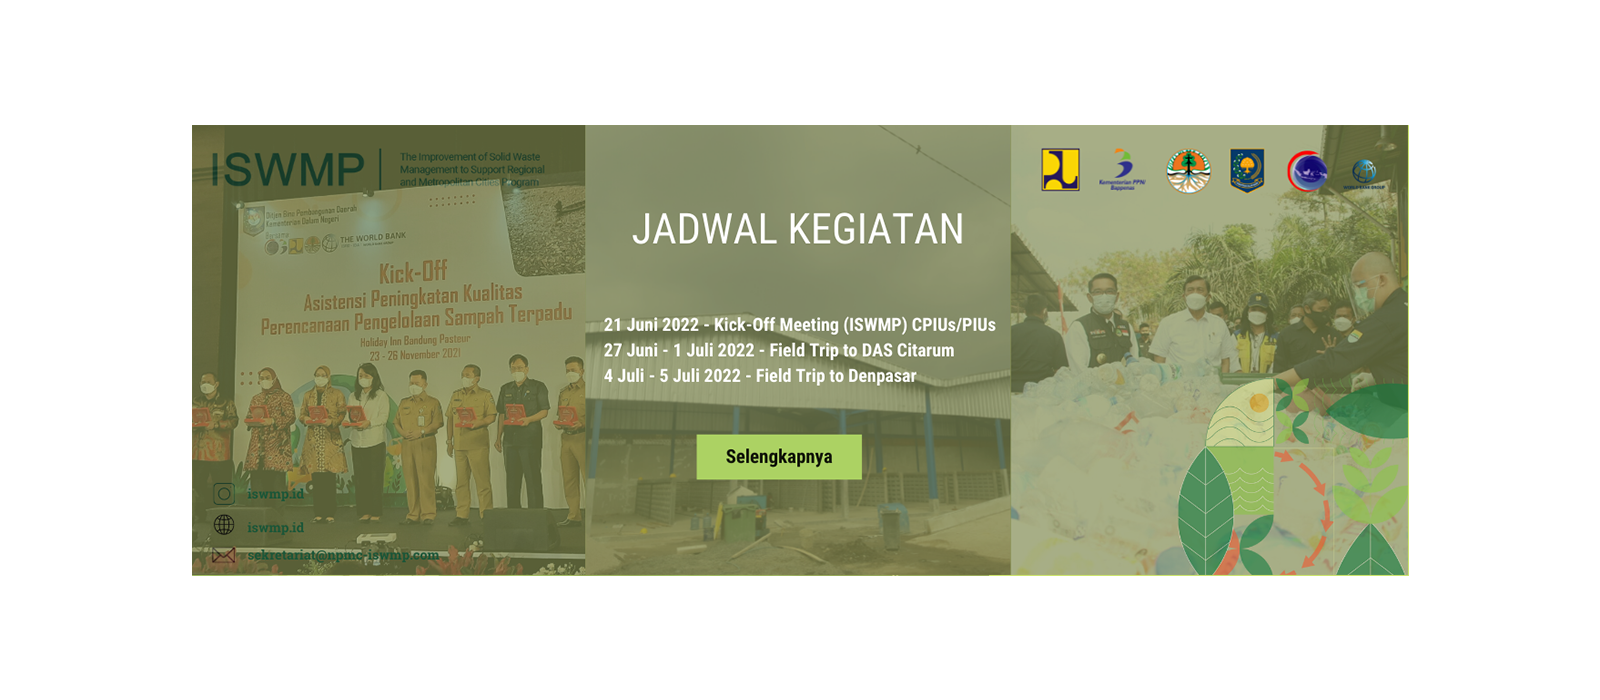 ISWMP
The Improvement of Solid Waste
Management to Support Regional
and Metropolitan Cities Program
Ditjen Bina Pembangunan Daerah
Kementerian Dalam Negeri
THE WORLD BANK
Kick-Off
Asistensi Peningkatan Kualitas
Perencanaan Pengelolaan Sampah Terpadu
Holiday Inn Bandung Pasteur
23 - 26 November 2021
iswmp.id
iswmp.id
sekretariat@npmc-iswmp.com
JADWAL KEGIATAN
21 Juni 2022 - Kick-Off Meeting (ISWMP) CPIUs/PIUs
27 Juni - 1 Juli 2022 - Field Trip to DAS Citarum
4 Juli - 5 Juli 2022 - Field Trip to Denpasar
Selengkapnya
Kementerian PPN/
Bappenas
WORLD BANK GROUP